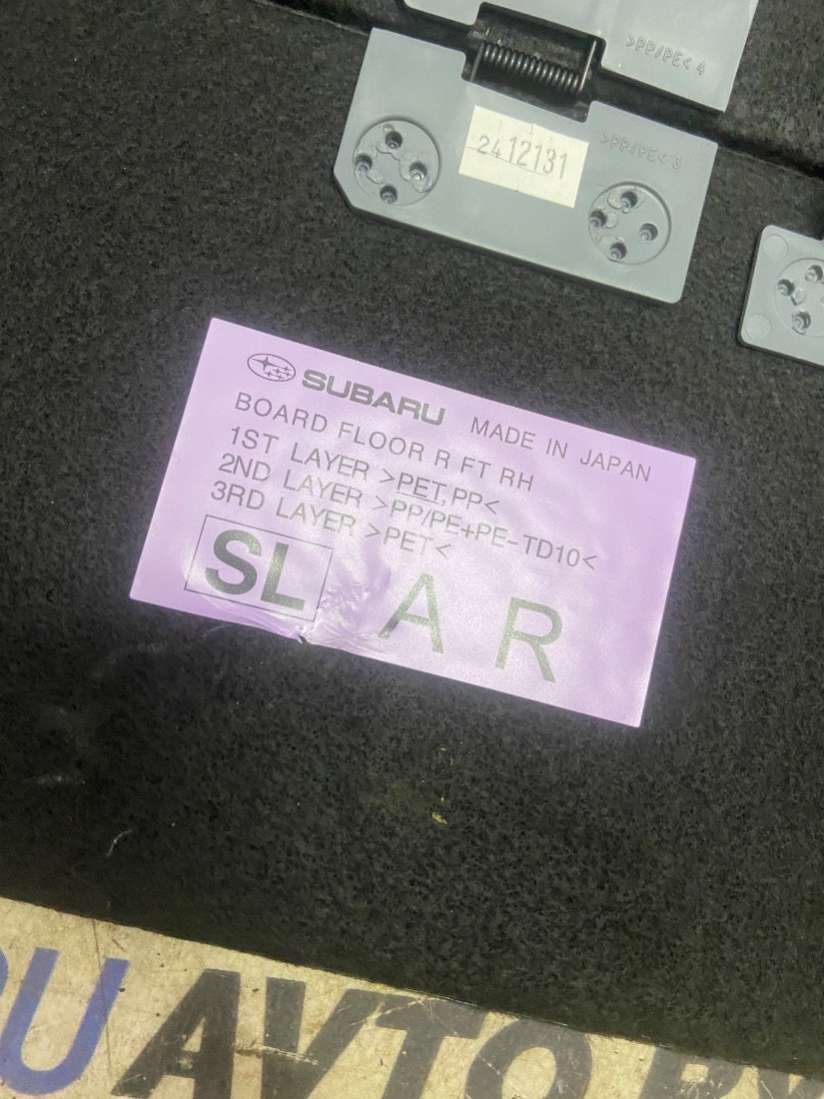 >PP/PE< 4
>PP/PE< 3
2412131
SUBARU MADE IN JAPAN
BOARD FLOOR R FT RH
1ST LAYER >PET,PP<
2ND LAYER >PP/PE+PE-TD10<
3RD LAYER >PET<
SL A R
U АВТО